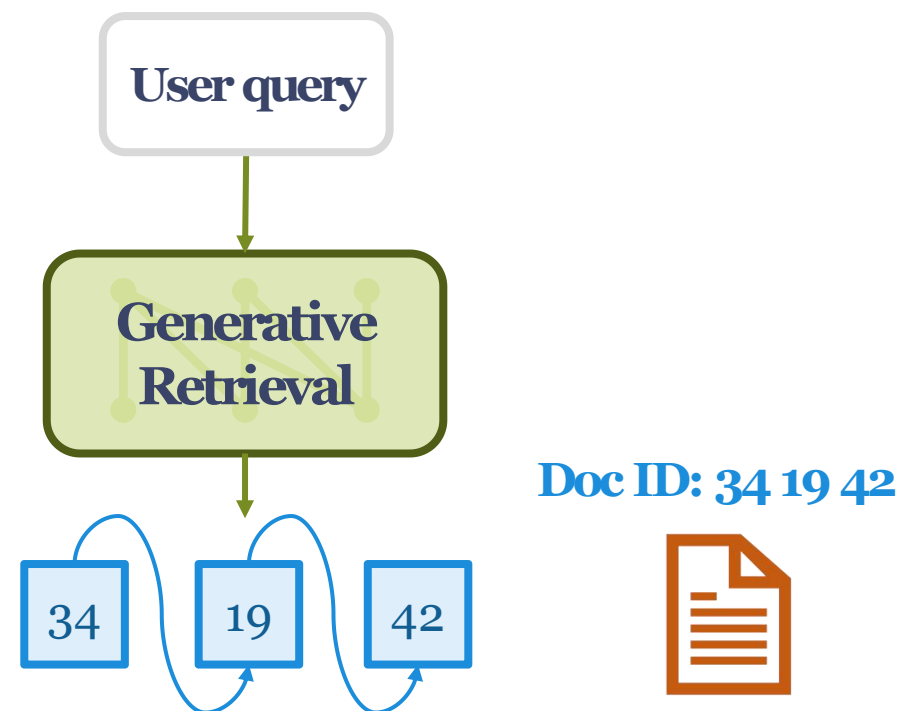 User query
Generative
Retrieval
Doc ID: 34 19 42
34
19
42